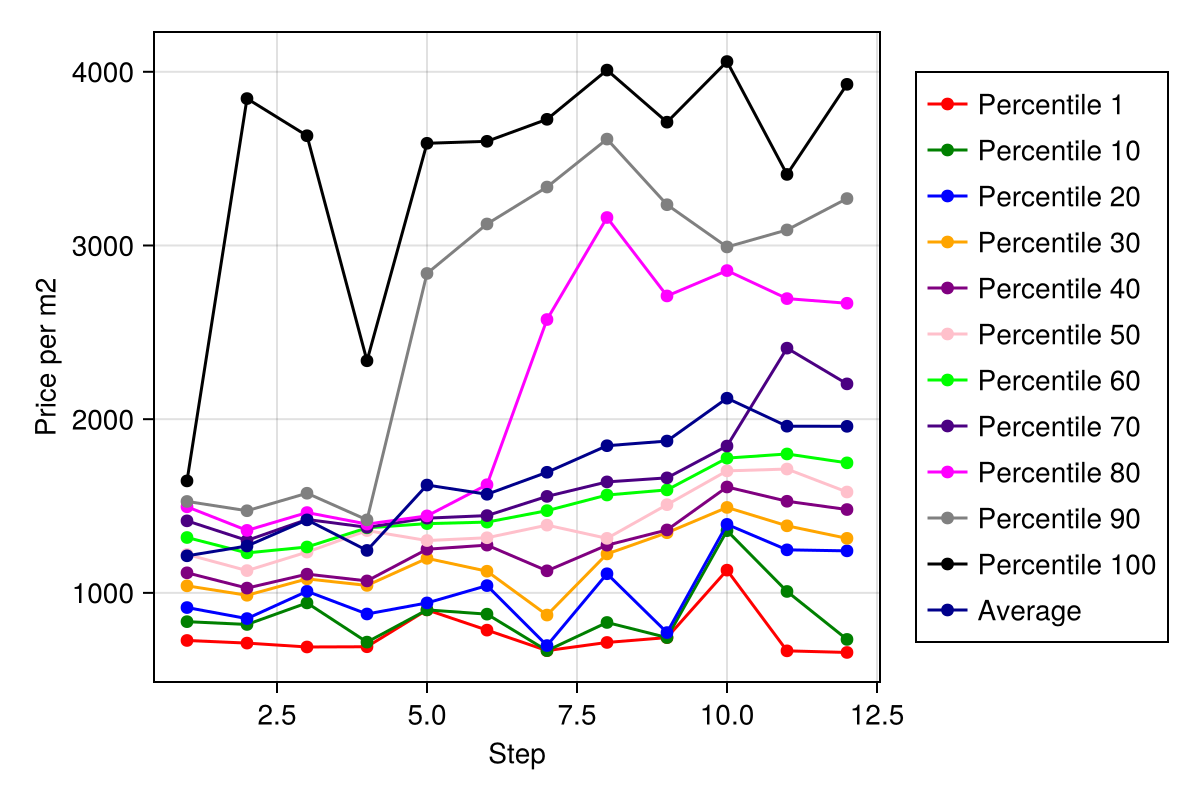 4000
3000
2000
1000
Price per m2
2.5 5.0 7.5 10.0 12.5
Step
Percentile 1
Percentile 10
Percentile 20
Percentile 30
Percentile 40
Percentile 50
Percentile 60
Percentile 70
Percentile 80
Percentile 90
Percentile 100
Average